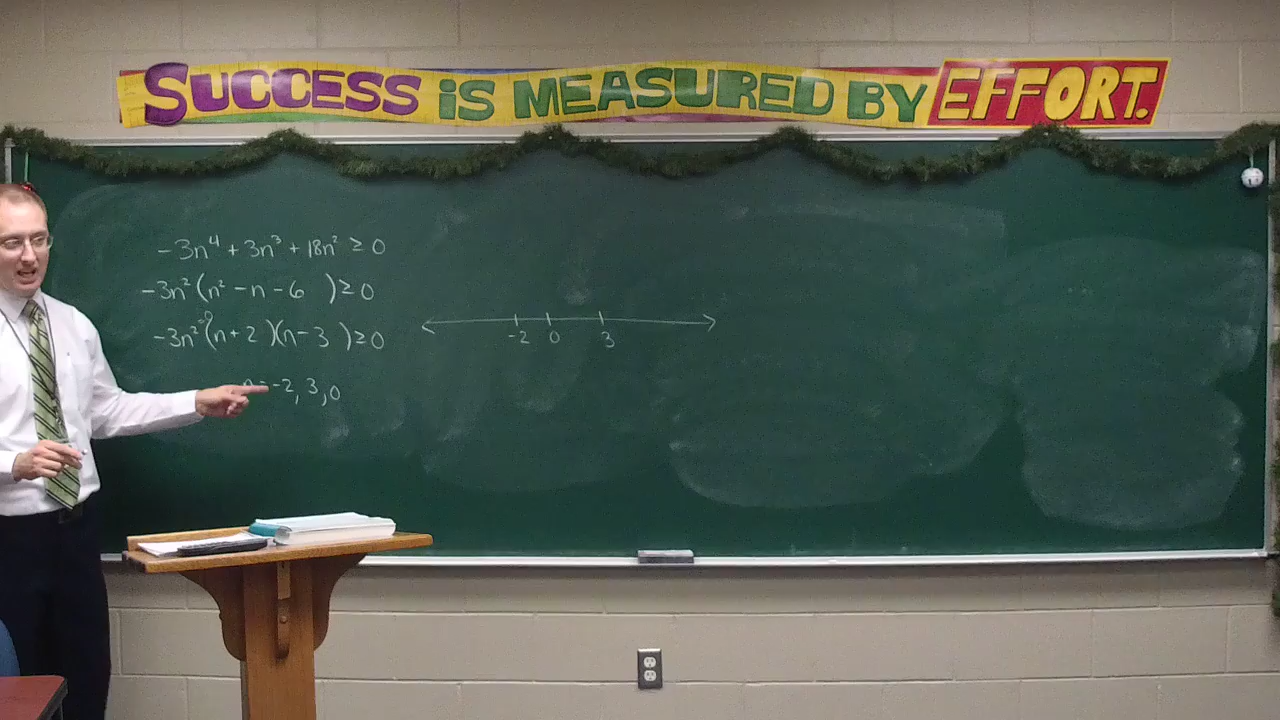 SUCCESS iS MEASURED BY EFFORT.
-3n⁴ + 3n³ + 18n² ≥ 0
-3n²(n² - n - 6 ) ≥ 0
-3n²(n + 2 )(n - 3 ) ≥ 0
-2 0 3
n = -2, 3, 0